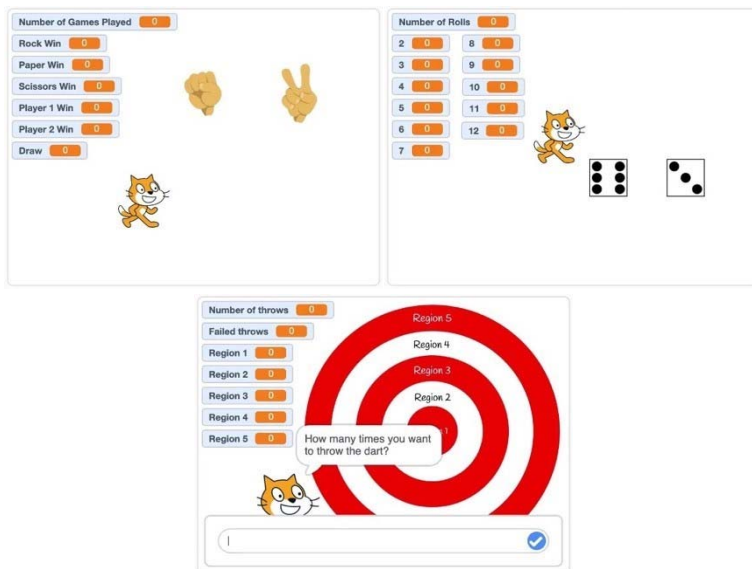 Number of Games Played 0
Rock Win 0
Paper Win 0
Scissors Win 0
Player 1 Win 0
Player 2 Win 0
Draw 0
Number of Rolls 0
2 0 8 0
3 0 9 0
4 0 10 0
5 0 11 0
6 0 12 0
7 0
Number of throws 0
Failed throws 0
Region 1 0
Region 2 0
Region 3 0
Region 4 0
Region 5 0
Region 5
Region 4
Region 3
Region 2
1
How many times you want
to throw the dart?